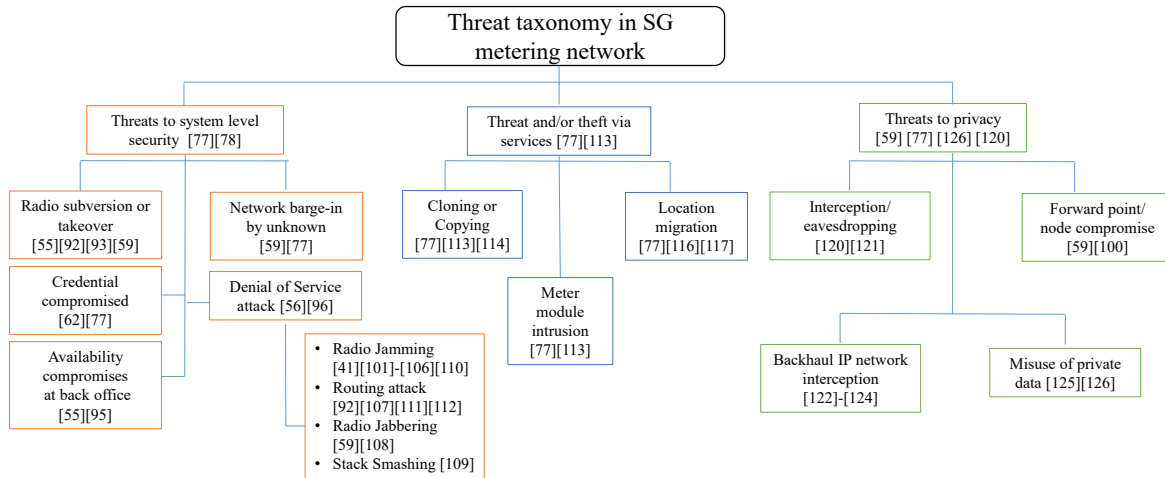 Threat taxonomy in SG
metering network
Threats to system level
security [77][78]
Threat and/or theft via
services [77][113]
Threats to privacy
[59] [77] [126] [120]
Radio subversion or
takeover
[55][92][93][59]
Network barge-in
by unknown
[59][77]
Credential
compromised
[62][77]
Denial of Service
attack [56][96]
Availability
compromises
at back office
[55][95]
• Radio Jamming
[41][101]-[106][110]
• Routing attack
[92][107][111][112]
• Radio Jabbering
[59][108]
• Stack Smashing [109]
Cloning or
Copying
[77][113][114]
Location
migration
[77][116][117]
Meter
module
intrusion
[77][113]
Interception/
eavesdropping
[120][121]
Forward point/
node compromise
[59][100]
Backhaul IP network
interception
[122]-[124]
Misuse of private
data [125][126]